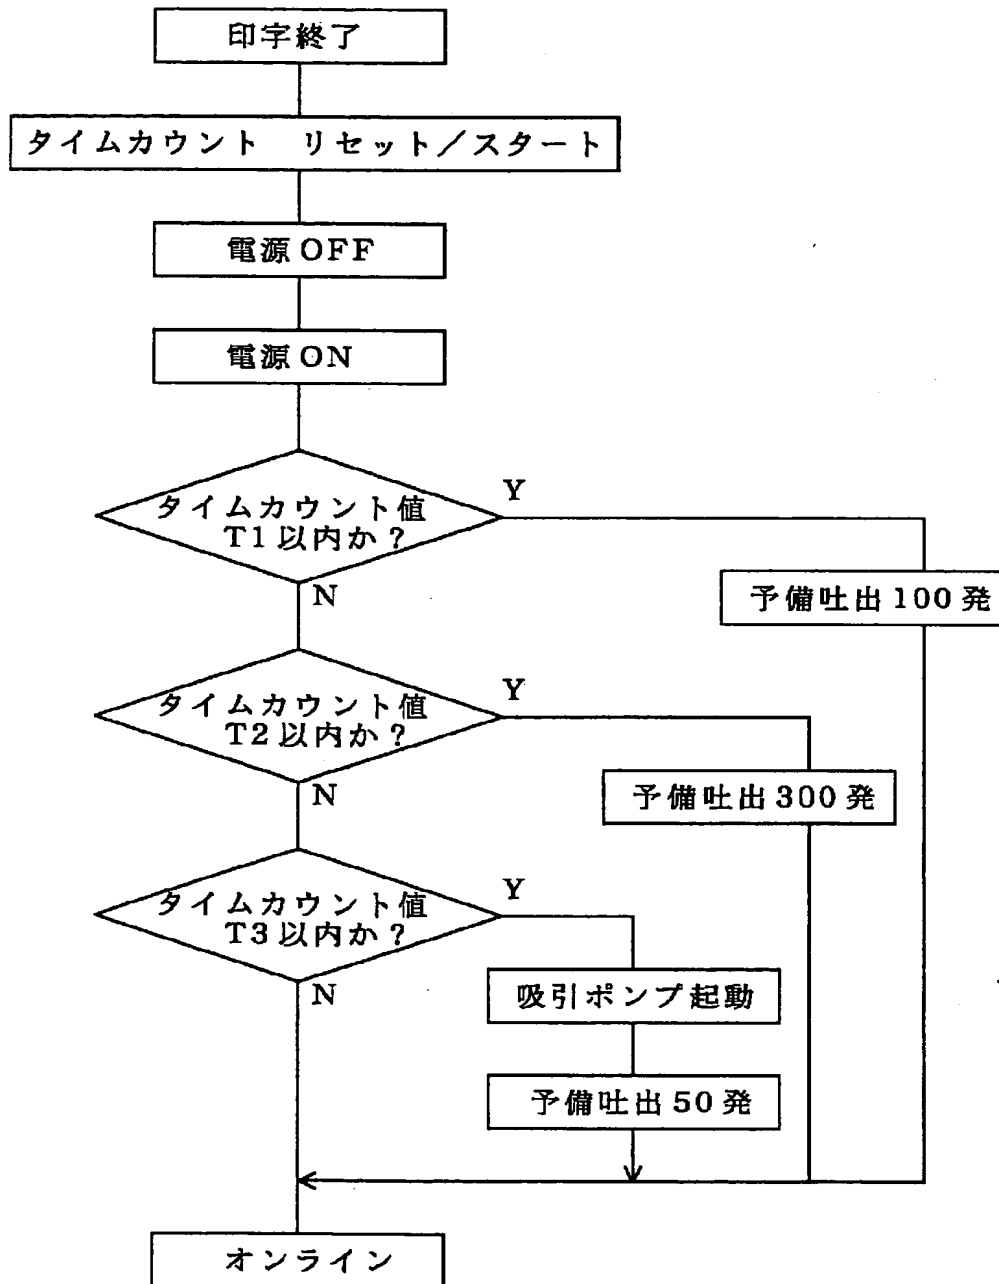 印字終了
タイムカウント　リセット／スタート
電源OFF
電源ON
タイムカウント値
T1以内か？
Y
N
予備吐出100発
タイムカウント値
T2以内か？
Y
N
予備吐出300発
タイムカウント値
T3以内か？
Y
N
吸引ポンプ起動
予備吐出50発
オンライン